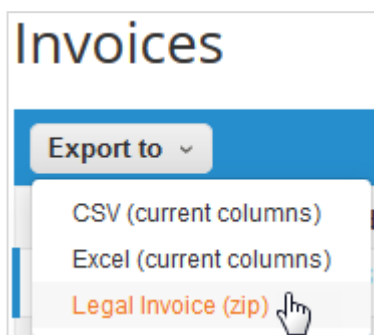 Invoices
Export to
CSV (current columns)
Excel (current columns)
Legal Invoice (zip)